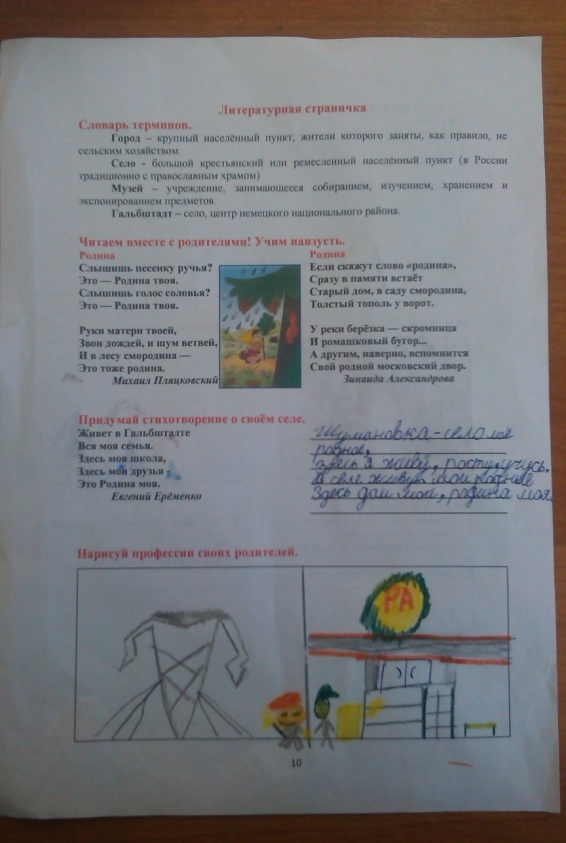 Литературная страничка
Словарь терминов.
Город – крупный населённый пункт, жители которого заняты, как правило, не
сельским хозяйством.
Село - большой крестьянский или ремесленный населённый пункт (в России
традиционно с православным храмом)
Музей – учреждение, занимающееся собиранием, изучением, хранением и
экспонированием предметов.
Гальбштадт – село, центр немецкого национального района.
Читаем вместе с родителями! Учим наизусть.
Родина
Слышишь песенку ручья?
Это — Родина твоя.
Слышишь голос соловья?
Это — Родина твоя.
Руки матери твоей,
Звон дождей, и шум ветвей,
И в лесу смородина —
Это тоже родина.
Михаил Пляцковский
Родина
Если скажут слово «родина»,
Сразу в памяти встаёт
Старый дом, в саду смородина,
Толстый тополь у ворот.
У реки берёзка — скромница
И ромашковый бугор...
А другим, наверно, вспомнится
Свой родной московский двор.
Зинаида Александрова
Придумай стихотворение о своём селе.
Живет в Гальбштадте
Вся моя семья.
Здесь моя школа,
Здесь мои друзья -
Это Родина моя.
Евгений Ерёменко
Шумановка - село моё
родное,
Здесь я живу, росту, учусь.
В селе живут мои родные
Здесь дом мой, родина моя
Нарисуй профессии своих родителей.
РА
10